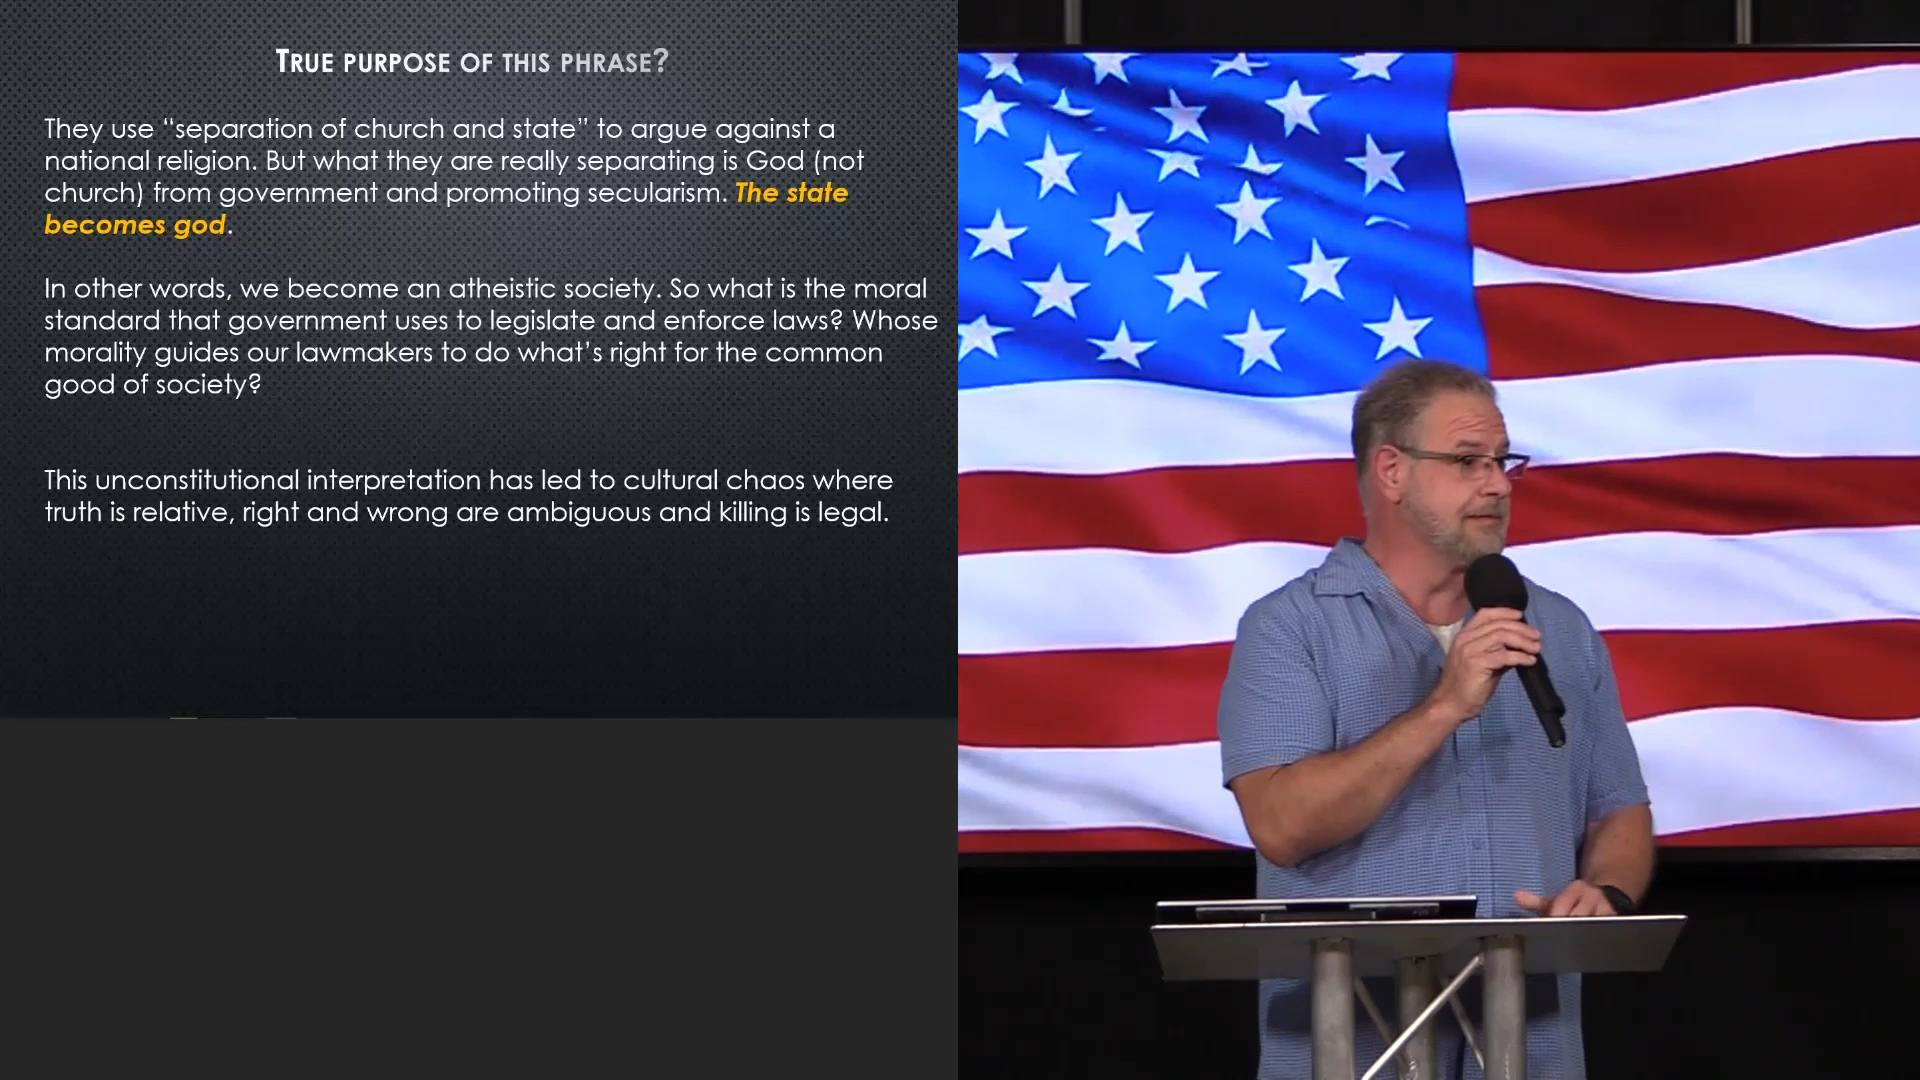 True purpose of this phrase?
They use “separation of church and state” to argue against a
national religion. But what they are really separating is God (not
church) from government and promoting secularism. The state
becomes god.
In other words, we become an atheistic society. So what is the moral
standard that government uses to legislate and enforce laws? Whose
morality guides our lawmakers to do what’s right for the common
good of society?
This unconstitutional interpretation has led to cultural chaos where
truth is relative, right and wrong are ambiguous and killing is legal.